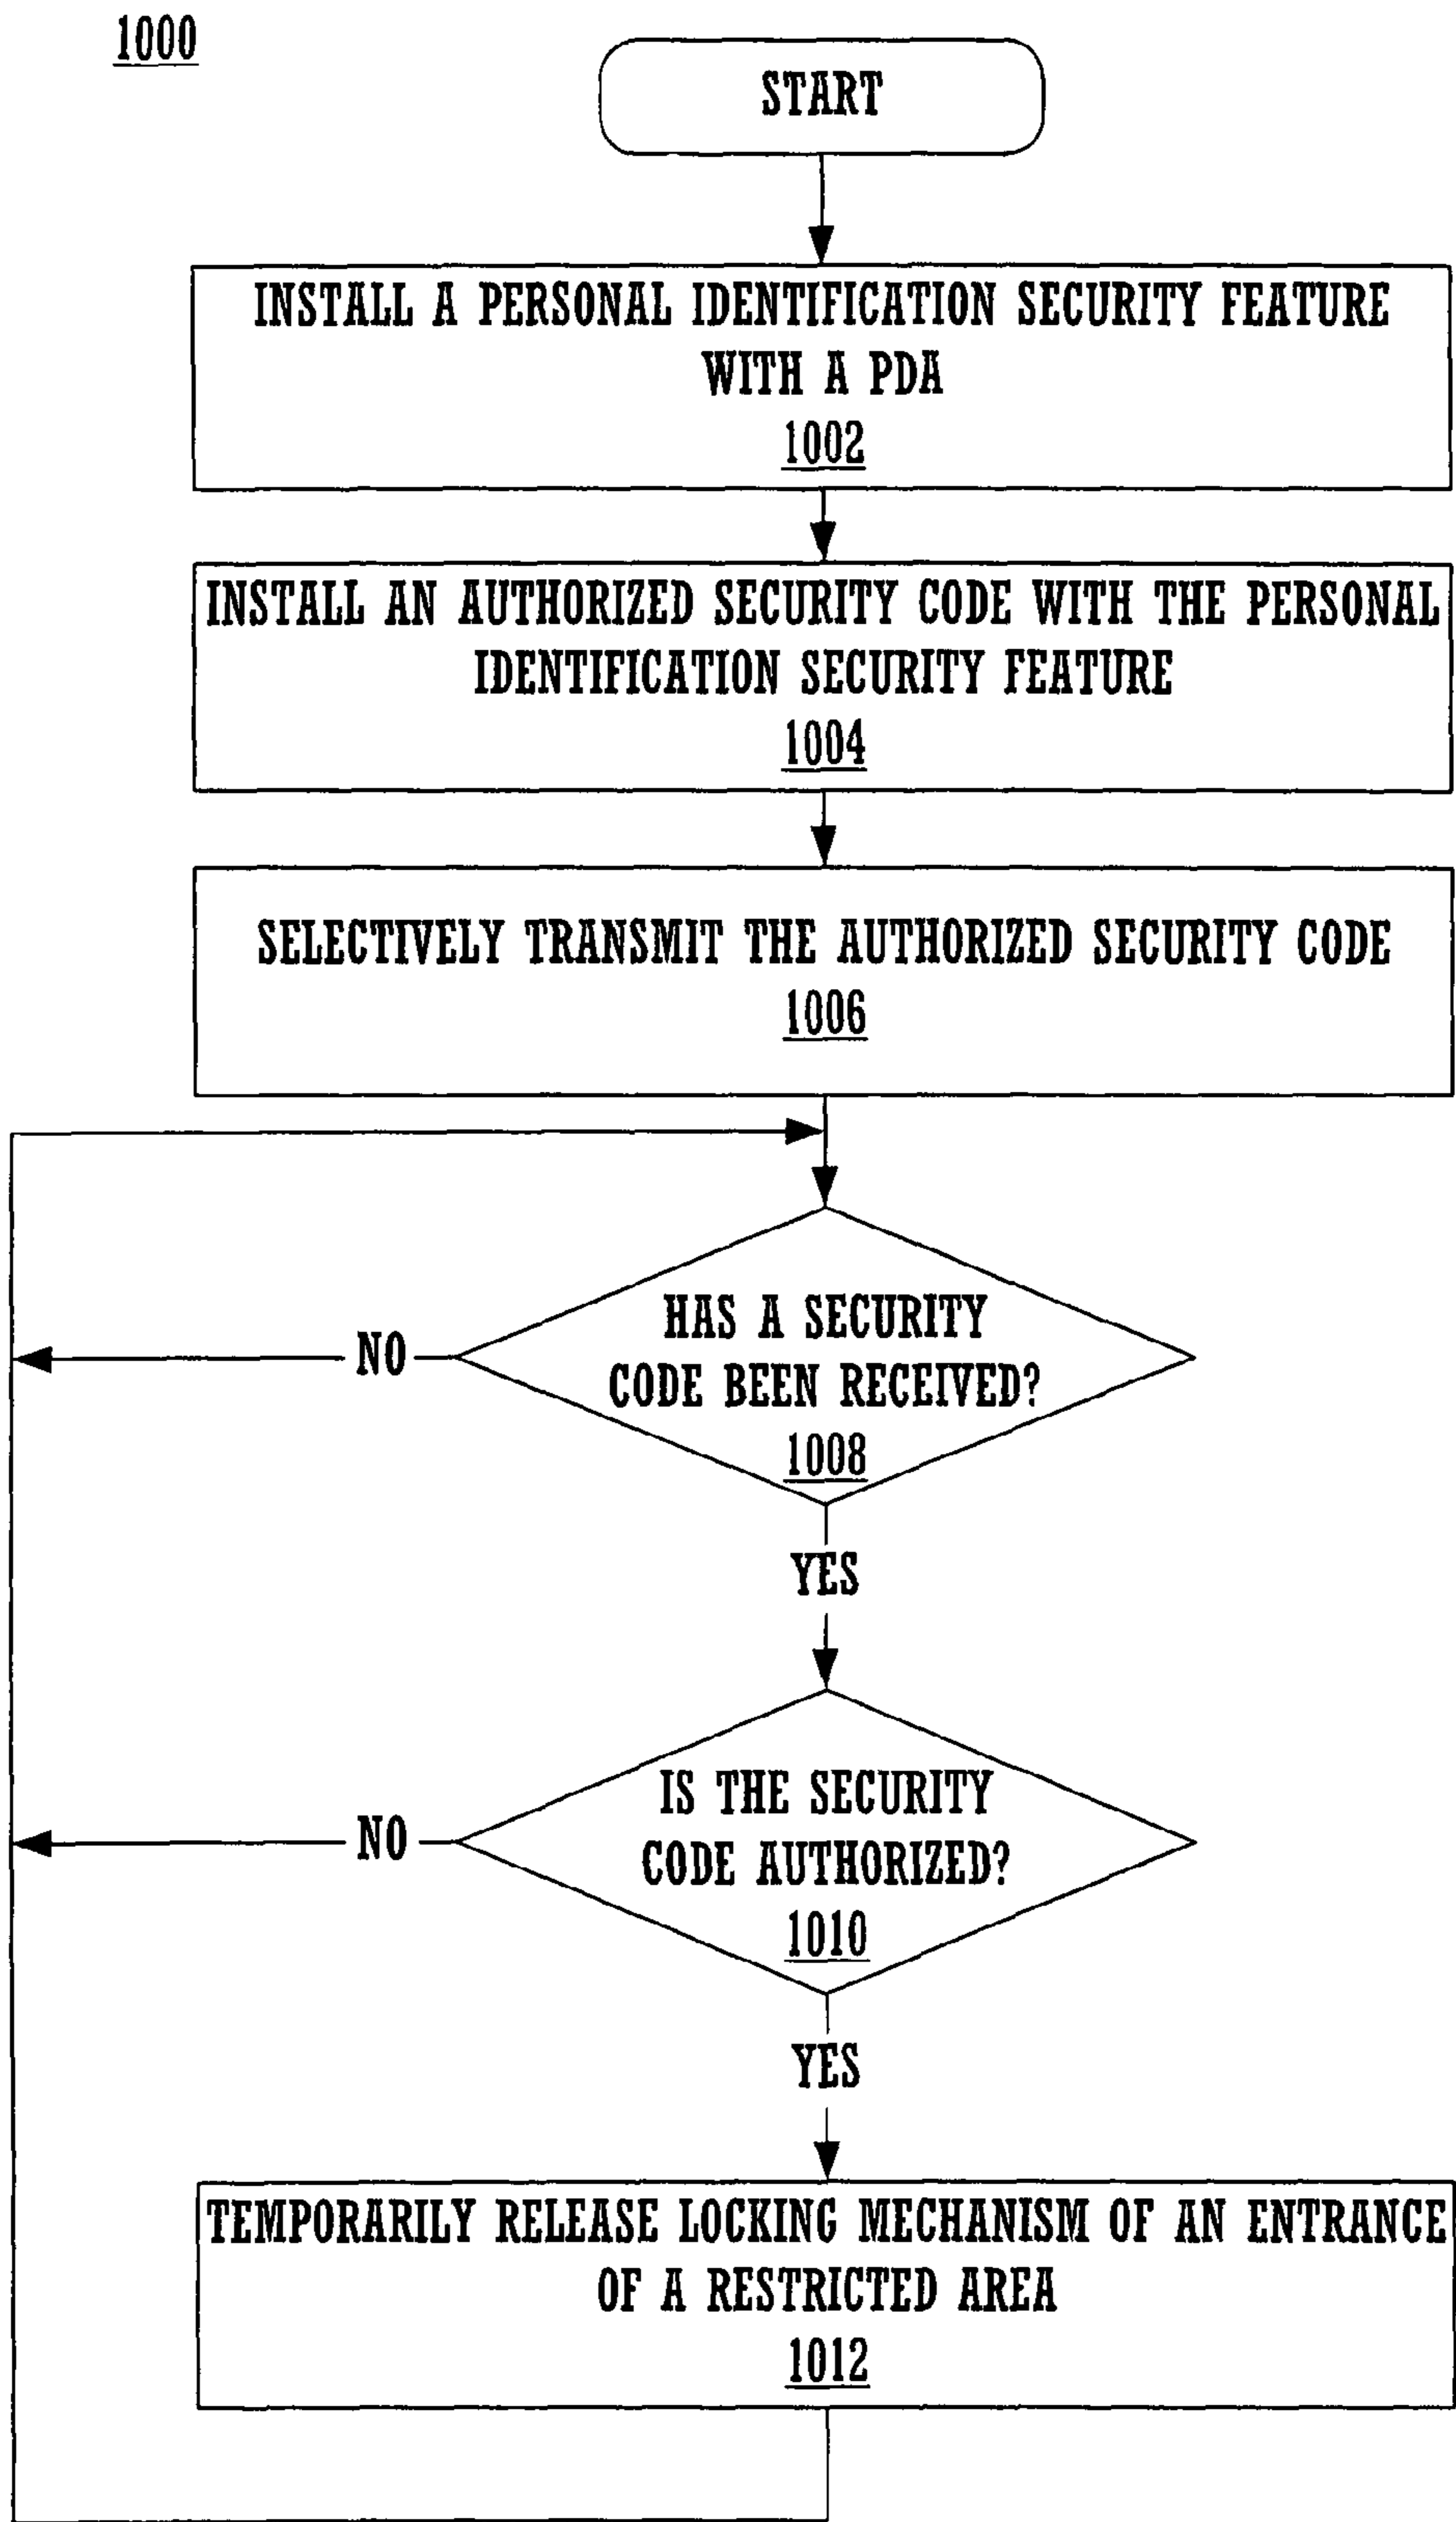 1000
START
INSTALL A PERSONAL IDENTIFICATION SECURITY FEATURE
WITH A PDA
1002
INSTALL AN AUTHORIZED SECURITY CODE WITH THE PERSONAL
IDENTIFICATION SECURITY FEATURE
1004
SELECTIVELY TRANSMIT THE AUTHORIZED SECURITY CODE
1006
HAS A SECURITY
NO
CODE BEEN RECEIVED?
1008
YES
IS THE SECURITY
NO
CODE AUTHORIZED?
1010
YES
TEMPORARILY RELEASE LOCKING MECHANISM OF AN ENTRANCE
OF A RESTRICTED AREA
1012